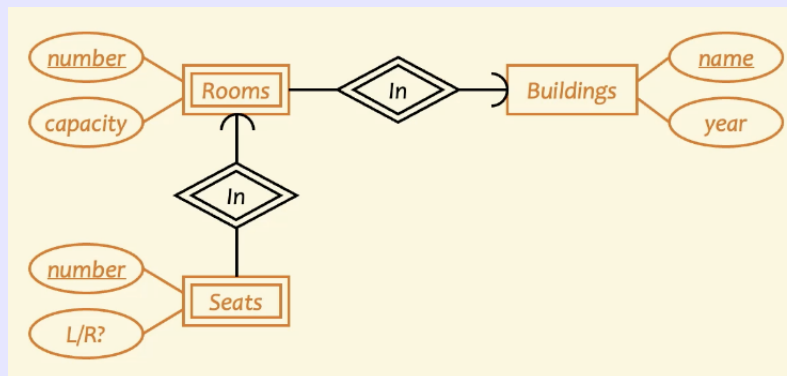 number
Rooms
In
Buildings
name
capacity
year
In
number
Seats
L/R?